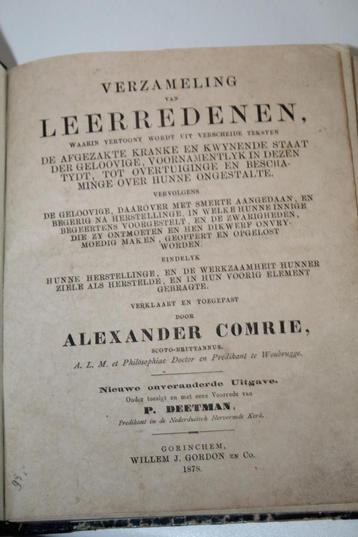 VERZAMELING
VAN
LEERREDENEN,
WAARIN VERTOONT WORDT UIT VERSCHEIDE TEKSTEN
DE AFGEZAKTE KRANKE EN KWYNENDE STAAT
DER GELOOVIGE, VOORNAMENTLYK IN DEZEN
TYDT, TOT OVERTUIGINGE EN BESCHA-
MINGE OVER HUNNE ONGESTALTE.
VERVOLGENS
DE GELOOVIGE, DAAROVER MET SMERTE AANGEDAAN, EN
BEGERIG NA HERSTELLINGE, IN WELKE HUNNE INNIGE
BEGEERTENS VOORGESTELT, EN DE ZWARIGHEDEN,
DIE ZY ONTMOETEN EN HEN DIKWERF ONVRY-
MOEDIG MAKEN, GEOPPERT EN OPGELOST
WORDEN.
EINDELYK
HUNNE HERSTELLINGE, EN DE WERKZAAMHEIT HUNNER
ZIELE ALS HERSTELDE, EN IN HUN VOORIG ELEMENT
GEBRAGTE.
VERKLAART EN TOEGEPAST
DOOR
ALEXANDER COMRIE,
SCOTO-BRITTANNUS.
A. L. M. et Philosophiae Doctor en Predikant te Woubrugge.
Nieuwe onveranderde Uitgave.
Onder toezigt en met eene Voorrede van
P. DEETMAN,
Predikant in de Nederduitsch Hervormde Kerk.
GORINCHEM,
WILLEM J. GORDON EN CO.
1878.